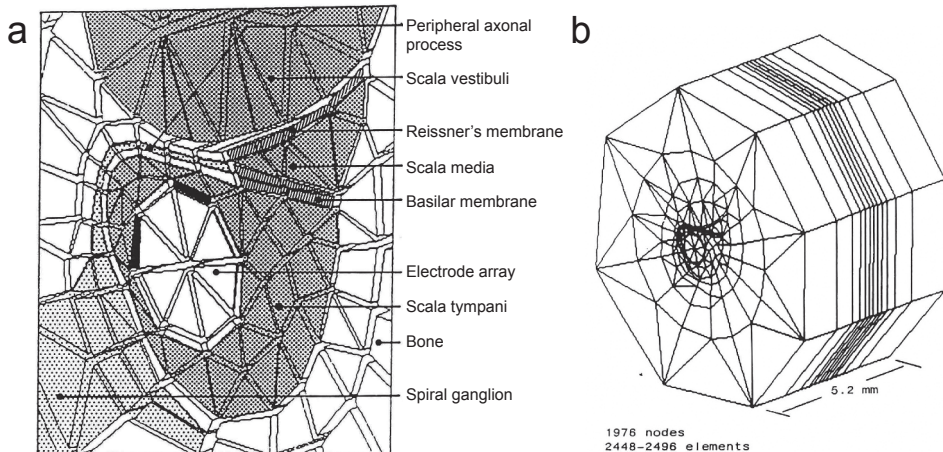 a
Peripheral axonal
process
Scala vestibuli
Reissner's membrane
Scala media
Basilar membrane
Electrode array
Scala tympani
Bone
Spiral ganglion
b
5.2 mm
1976 nodes
2448-2496 elements